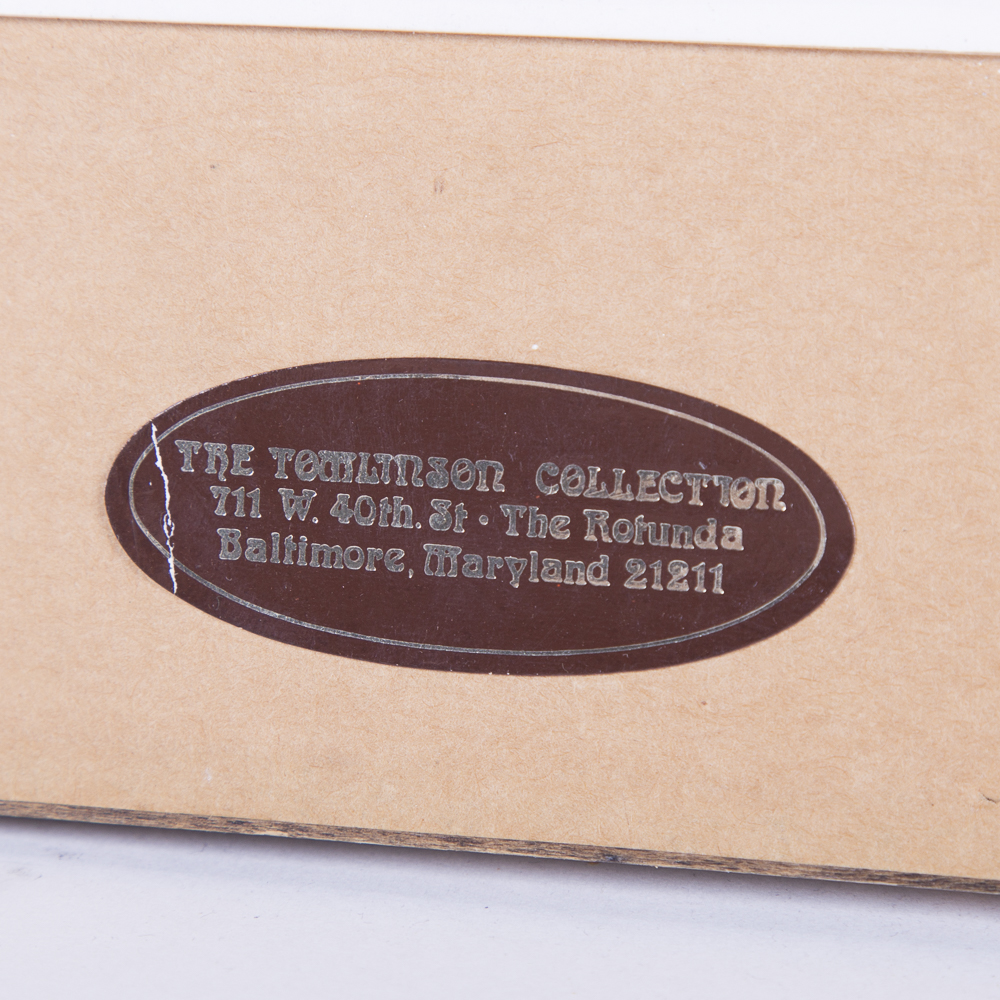 THE TOMLINSON COLLECTION
711 W. 40th. St • The Rotunda
Baltimore, Maryland 21211